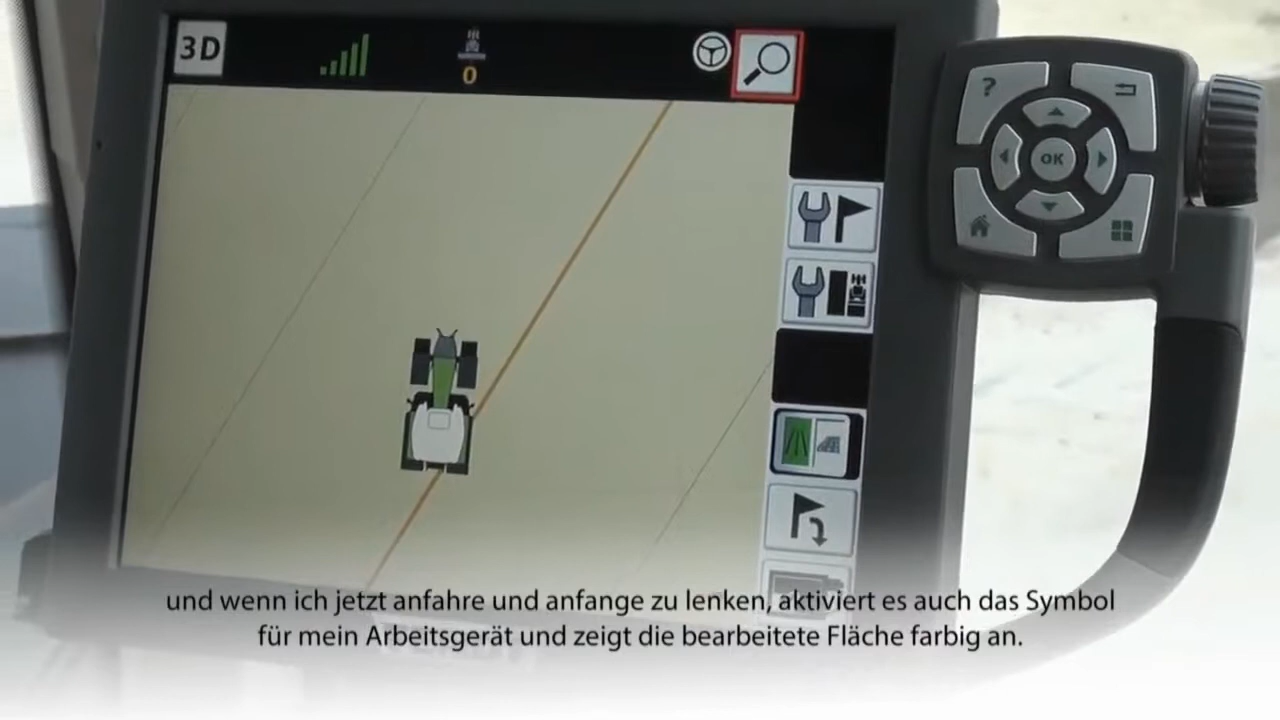 3D
0
?
OK
und wenn ich jetzt anfahre und anfange zu lenken, aktiviert es auch das Symbol
für mein Arbeitsgerät und zeigt die bearbeitete Fläche farbig an.